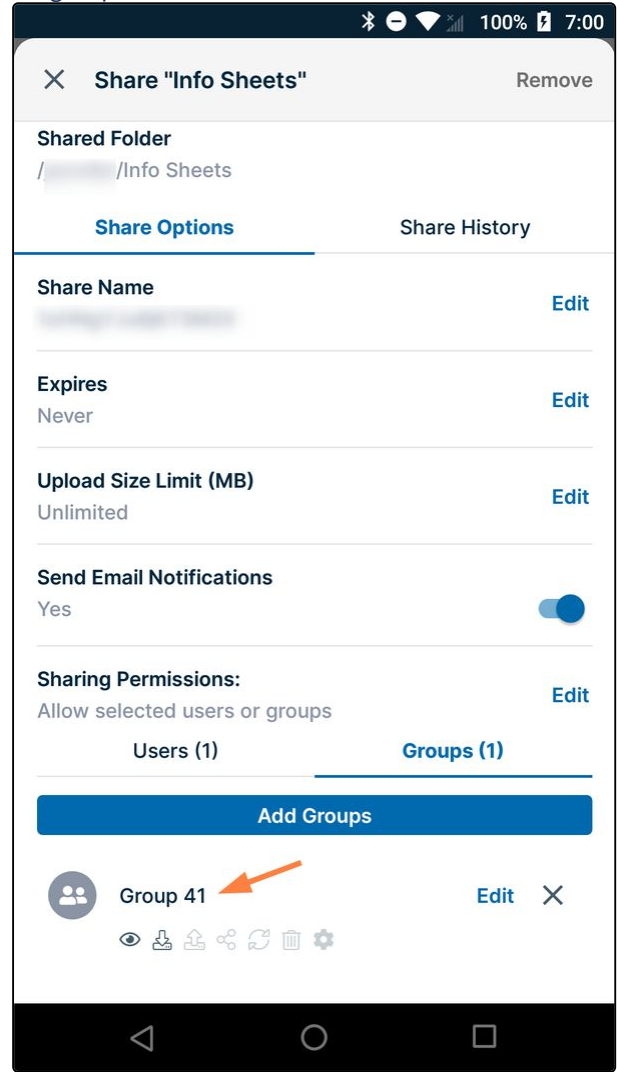 100% 7:00
Share "Info Sheets" Remove
Shared Folder
/ /Info Sheets
Share Options Share History
Share Name
Edit
Expires
Never
Edit
Upload Size Limit (MB)
Unlimited
Edit
Send Email Notifications
Yes
Sharing Permissions:
Allow selected users or groups
Edit
Users (1) Groups (1)
Add Groups
Group 41 Edit